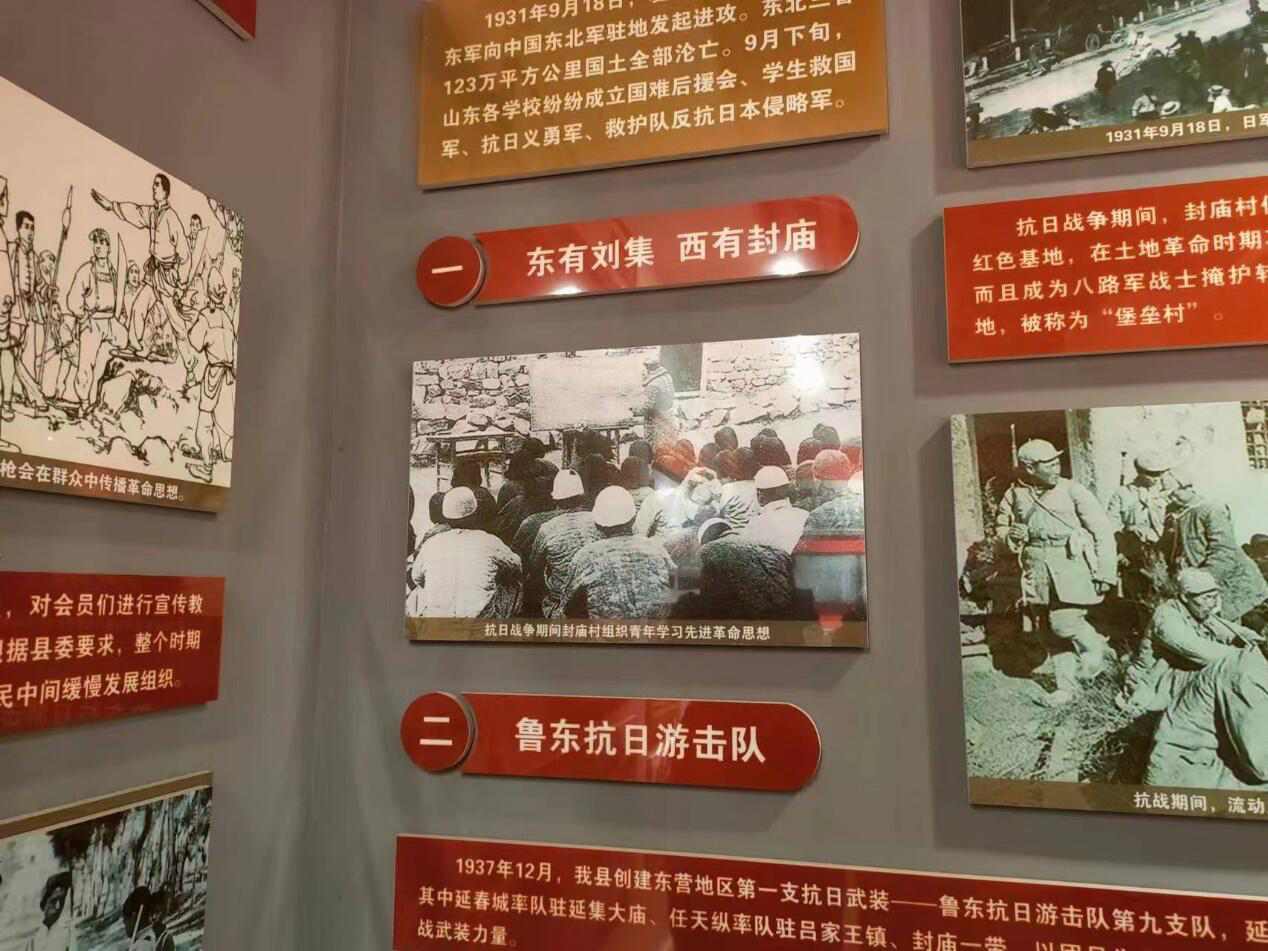 1931年9月18日，
东军向中国东北军驻地发起进攻。东北三省
123万平方公里国土全部沦亡。9月下旬，
山东各学校纷纷成立国难后援会、学生救国
军、抗日义勇军、救护队反抗日本侵略军。
1931年9月18日，日军
一 东有刘集 西有封庙
抗日战争期间，封庙村
红色基地，在土地革命时期
而且成为八路军战士掩护转
地，被称为“堡垒村”。
枪会在群众中传播革命思想。
，对会员们进行宣传教
根据县委要求，整个时期
民中间缓慢发展组织。
抗日战争期间封庙村组织青年学习先进革命思想
二 鲁东抗日游击队
抗战期间，流动
1937年12月，我县创建东营地区第一支抗日武装——鲁东抗日游击队第九支队，延
其中延春城率队驻延集大庙、任天纵率队驻吕家王镇、封庙一带，
战武装力量。